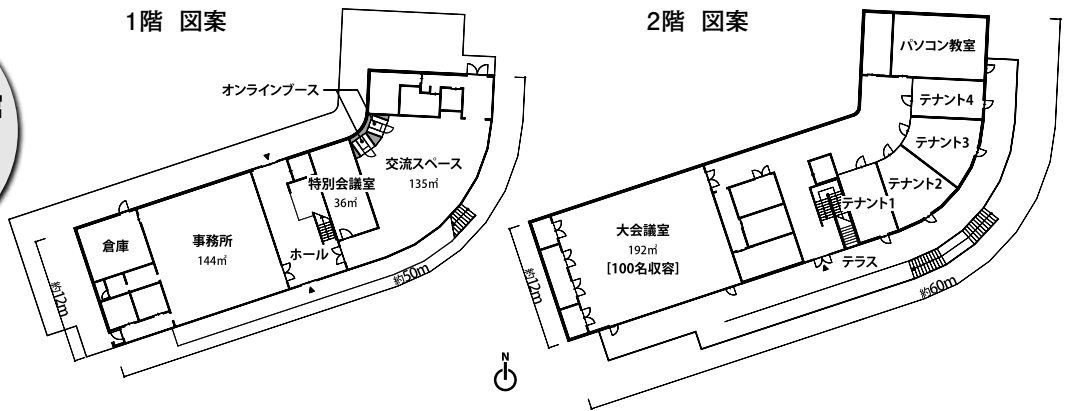 1階 図案
オンラインブース
交流スペース
135㎡
特別会議室
36㎡
倉庫
事務所
144㎡
ホール
約12m
約50m
N
2階 図案
パソコン教室
テナント4
テナント3
テナント2
テナント1
大会議室
192㎡
[100名収容]
テラス
約12m
約60m